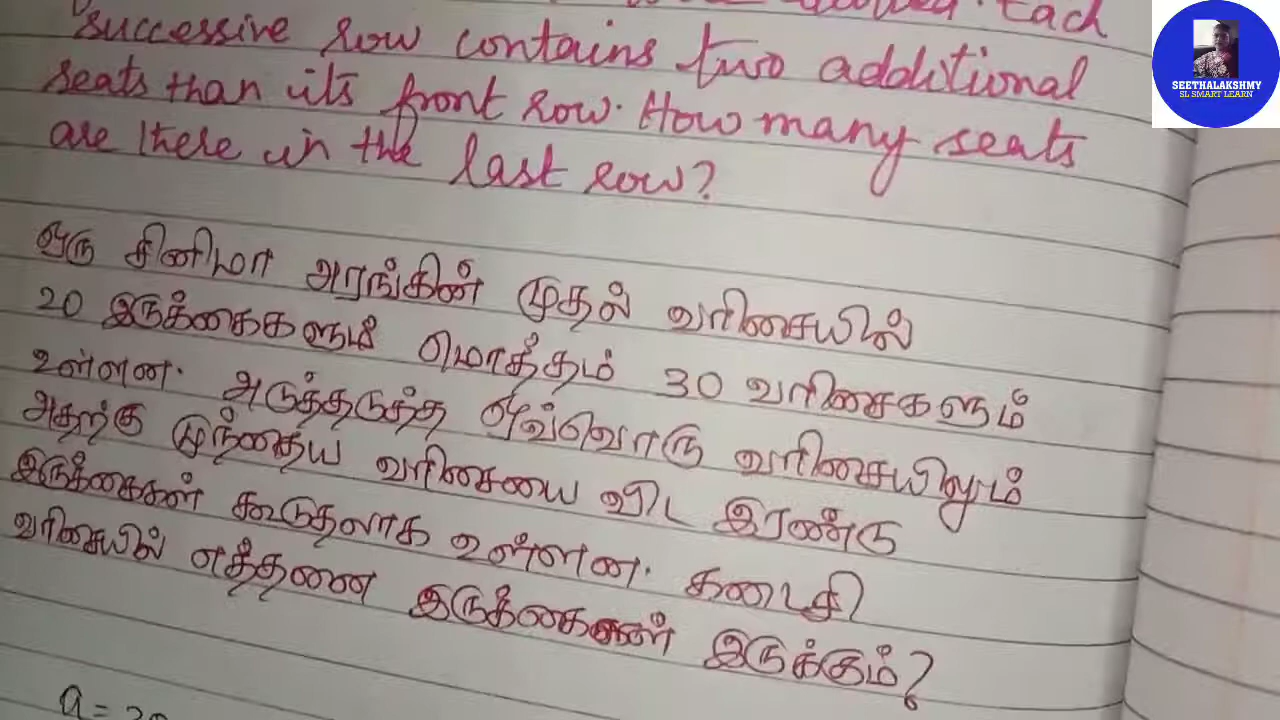 Each
successive row contains two additional
seats than its front row. How many seats
are there in the last row?
ஒரு சினிமா அரங்கின் முதல் வரிசையில்
20 இருக்கைகளும் மொத்தம் 30 வரிசைகளும்
உள்ளன. அடுத்தடுத்த ஒவ்வொரு வரிசையிலும்
அதற்கு முந்தைய வரிசையை விட இரண்டு
இருக்கைகள் கூடுதலாக உள்ளன. கடைசி
வரிசையில் எத்தனை இருக்கைகள் இருக்கும்?
a = 20
SEETHALAKSHMY
SL SMART LEARN